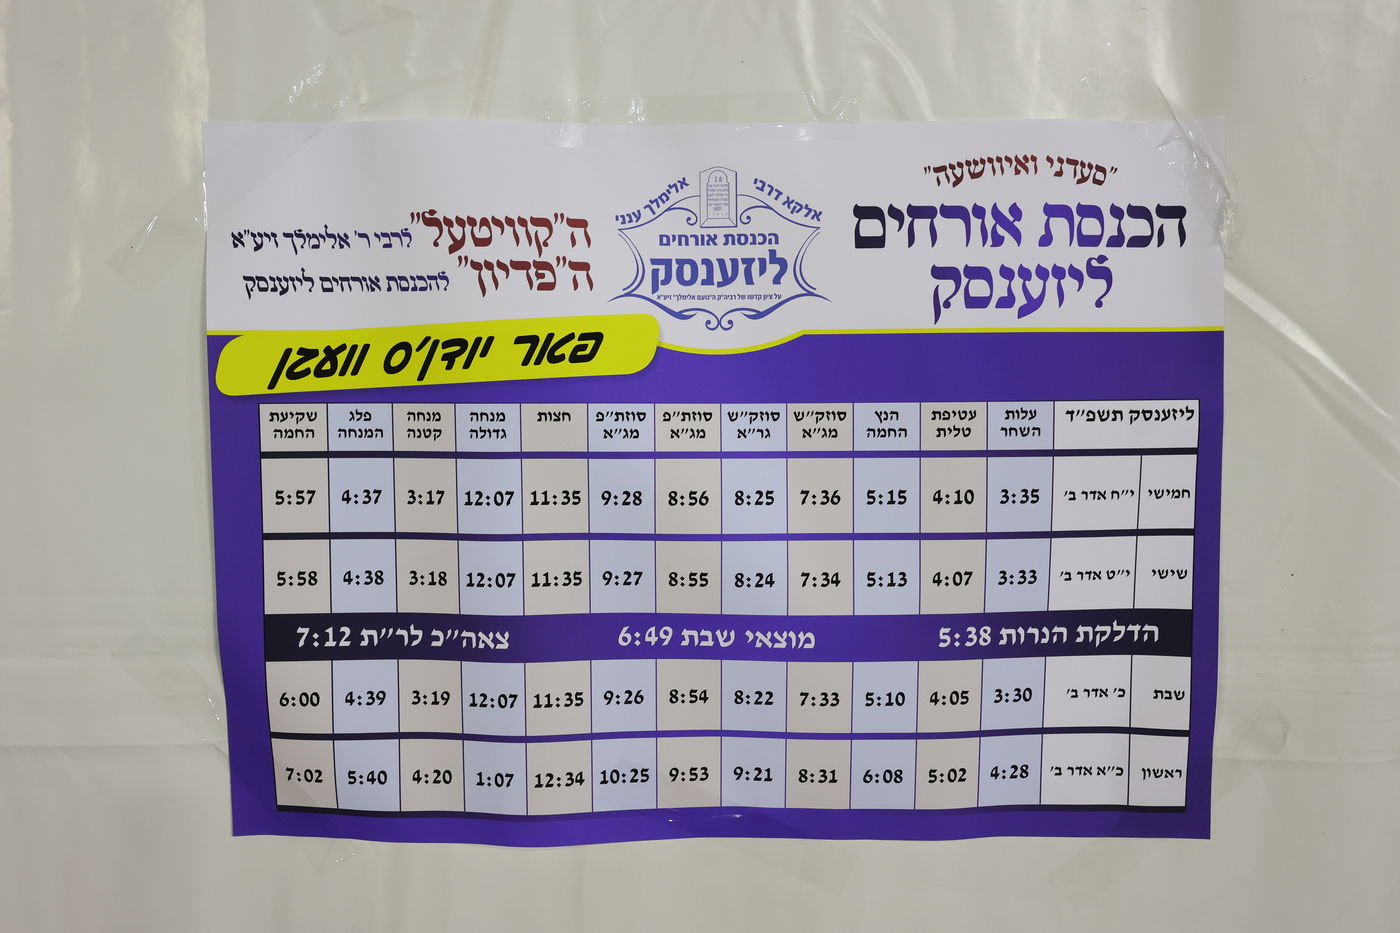 "סעדני ואיוושעה"
הכנסת אורחים
ליזענסק
אלקא דרבי אלימלך ענני
הכנסת אורחים
ליזענסק
על ציון קדשו של רביה"ק ה"נועם אלימלך" זיע"א
ה"קוויטעל" לרבי ר' אלימלך זיע"א
ה"פדיון" להכנסת אורחים ליזענסק
פאר יודן'ס וועגן
ליזענסק תשפ"ד עלות השחר עטיפת טלית הנץ החמה סוזק"ש מג"א סוזק"ש גר"א סוזת"פ מג"א סוזת"פ מג"א חצות מנחה גדולה מנחה קטנה פלג המנחה שקיעת החמה
חמישי י"ח אדר ב' 3:35 4:10 5:15 7:36 8:25 8:56 9:28 11:35 12:07 3:17 4:37 5:57
שישי י"ט אדר ב' 3:33 4:07 5:13 7:34 8:24 8:55 9:27 11:35 12:07 3:18 4:38 5:58
הדלקת הנרות 5:38 מוצאי שבת 6:49 צאה"כ לר"ת 7:12
שבת כ' אדר ב' 3:30 4:05 5:10 7:33 8:22 8:54 9:26 11:35 12:07 3:19 4:39 6:00
ראשון כ"א אדר ב' 4:28 5:02 6:08 8:31 9:21 9:53 10:25 12:34 1:07 4:20 5:40 7:02